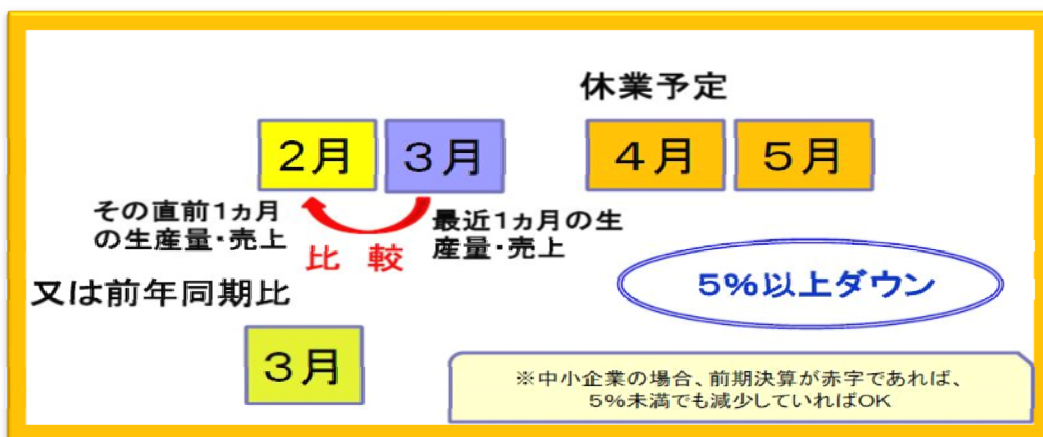 休業予定
2月
3月
4月
5月
その直前1ヵ月
の生産量・売上
最近1ヵ月の生
産量・売上
比較
又は前年同期比
5%以上ダウン
3月
※中小企業の場合、前期決算が赤字であれば、
5%未満でも減少していればOK